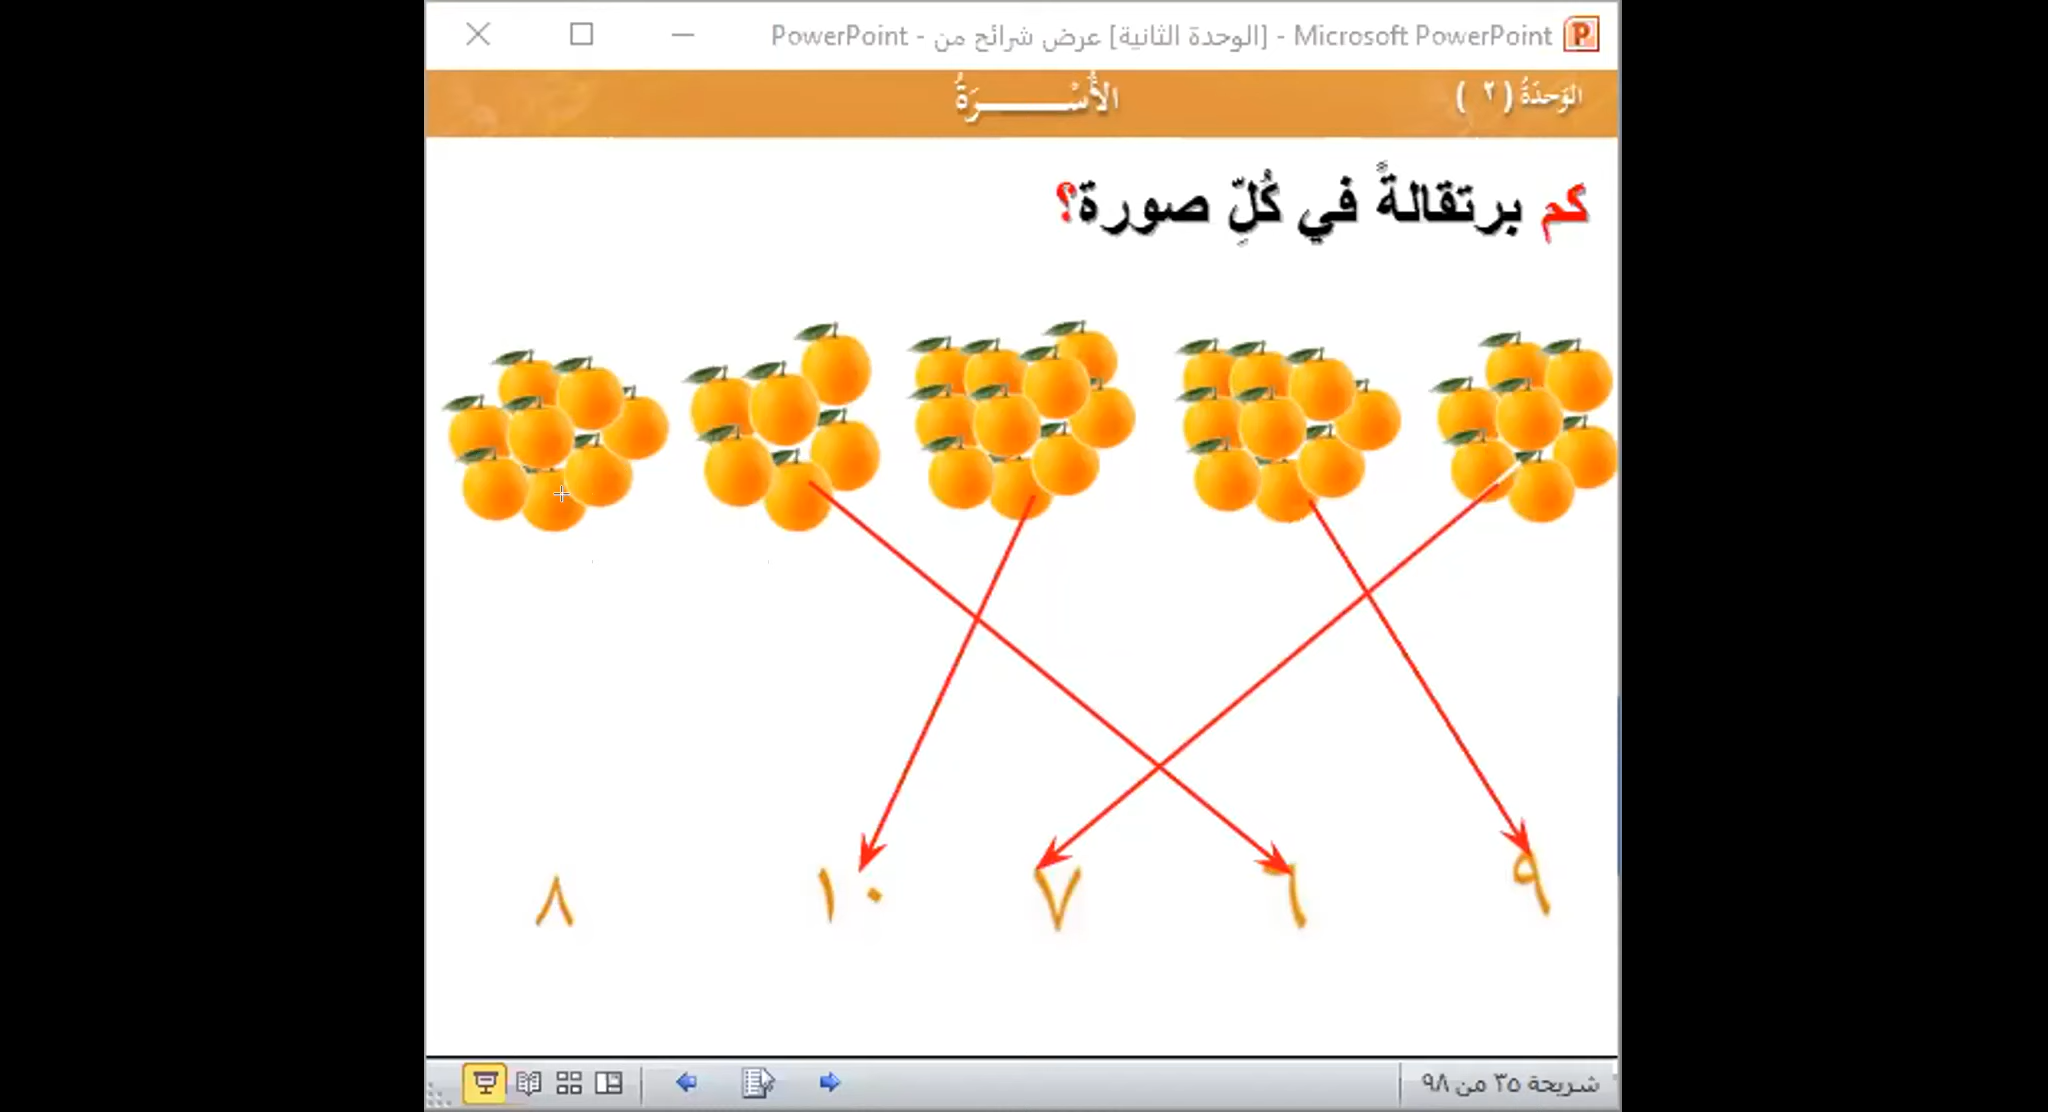 PowerPoint - [الوحدة الثانية] عرض شرائح من - Microsoft PowerPoint
الوَحدَةُ ( ٢ )
الأُسْـــــــرَةُ
كم برتقالةً في كُلِّ صورة؟
٩ ٦ ٧ ١٠ ٨
شريحة ٣٥ من ٩٨